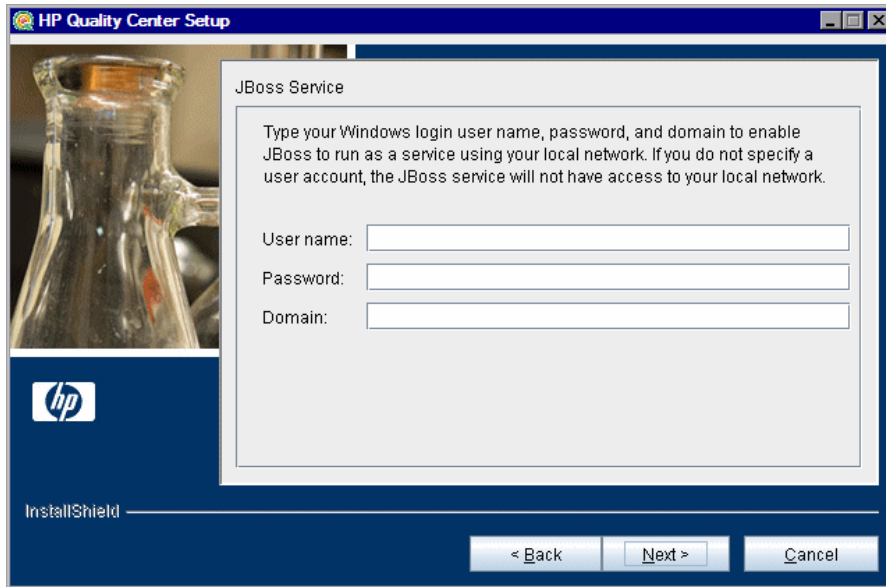 HP Quality Center Setup
JBoss Service
Type your Windows login user name, password, and domain to enable
JBoss to run as a service using your local network. If you do not specify a
user account, the JBoss service will not have access to your local network.
User name:
Password:
Domain:
hp
InstallShield
< Back
Next >
Cancel